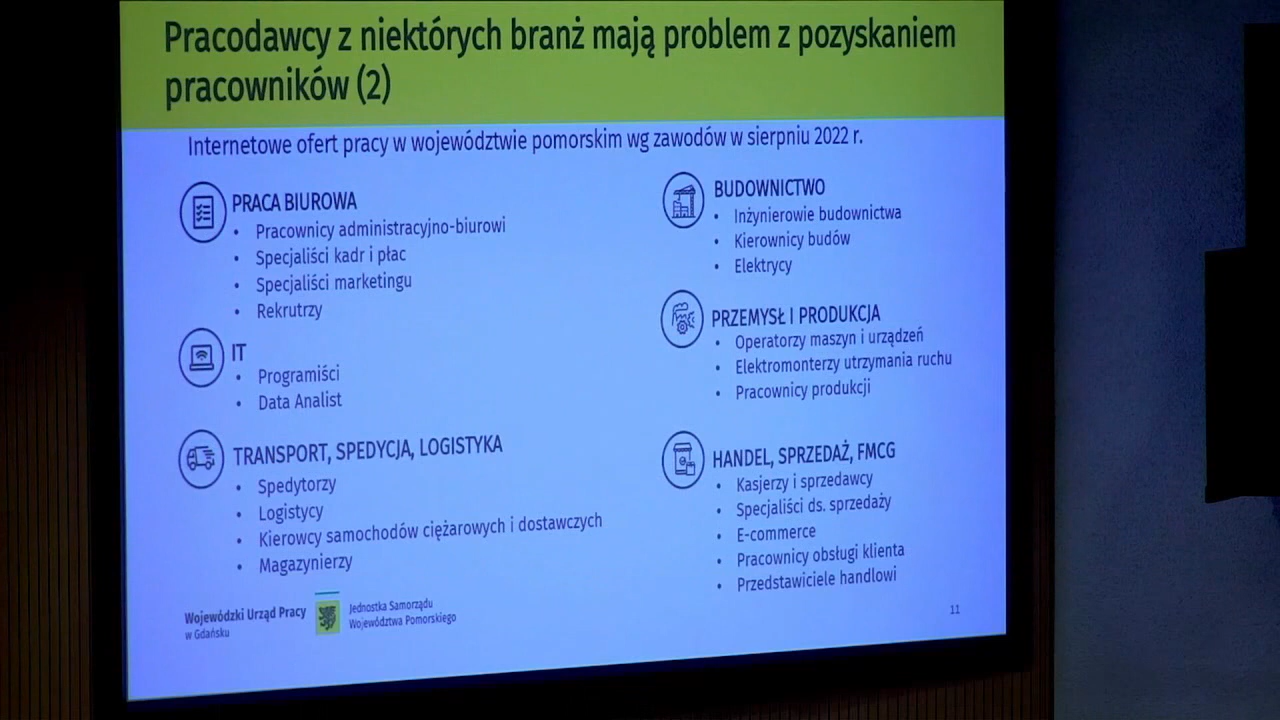 Pracodawcy z niektórych branż mają problem z pozyskaniem
pracowników (2)
Internetowe ofert pracy w województwie pomorskim wg zawodów w sierpniu 2022 r.
PRACA BIUROWA
• Pracownicy administracyjno-biurowi
• Specjaliści kadr i płac
• Specjaliści marketingu
• Rekrutrzy
IT
• Programiści
• Data Analist
TRANSPORT, SPEDYCJA, LOGISTYKA
• Spedytorzy
• Logistycy
• Kierowcy samochodów ciężarowych i dostawczych
• Magazynierzy
BUDOWNICTWO
• Inżynierowie budownictwa
• Kierownicy budów
• Elektrycy
PRZEMYSŁ I PRODUKCJA
• Operatorzy maszyn i urządzeń
• Elektromonterzy utrzymania ruchu
• Pracownicy produkcji
HANDEL, SPRZEDAŻ, FMCG
• Kasjerzy i sprzedawcy
• Specjaliści ds. sprzedaży
• E-commerce
• Pracownicy obsługi klienta
• Przedstawiciele handlowi
Wojewódzki Urząd Pracy
w Gdańsku
Jednostka Samorządu
Województwa Pomorskiego
11